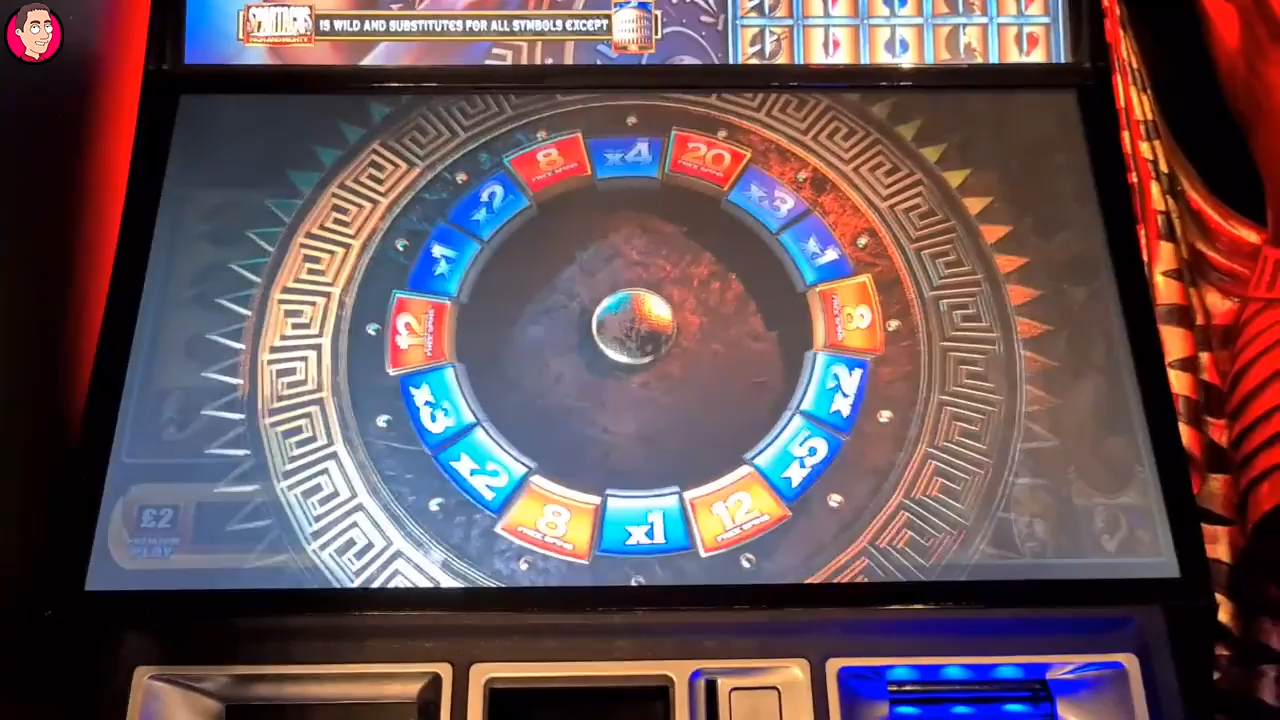 SPARTACUS IS WILD AND SUBSTITUTES FOR ALL SYMBOLS EXCEPT
x4
20
FREE SPINS
x3
x1
8
FREE SPINS
x2
x5
12
FREE SPINS
x1
8
FREE SPINS
x2
x3
12
FREE SPINS
x1
x2
8
FREE SPINS
£2
PREMIUM
PLAY